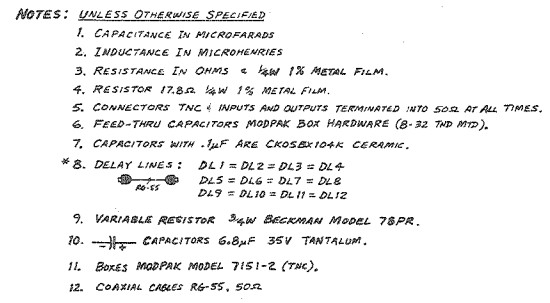 NOTES: UNLESS OTHERWISE SPECIFIED
1. CAPACITANCE IN MICROFARADS
2. INDUCTANCE IN MICROHENRIES
3. RESISTANCE IN OHMS & 1/4W 1% METAL FILM.
4. RESISTOR 17.8Ω 1/4W 1% METAL FILM.
5. CONNECTORS TNC & INPUTS AND OUTPUTS TERMINATED INTO 50Ω AT ALL TIMES.
6. FEED-THRU CAPACITORS MODPAK BOX HARDWARE (8-32 TND MTD).
7. CAPACITORS WITH .1µF ARE CK05BX104K CERAMIC.
*8. DELAY LINES: DL1 = DL2 = DL3 = DL4
RG-55 DL5 = DL6 = DL7 = DL8
DL9 = DL10 = DL11 = DL12
9. VARIABLE RESISTOR 3/4W BECKMAN MODEL 78PR.
10. CAPACITORS 6.8µF 35V TANTALUM.
11. BOXES MODPAK MODEL 7151-2 (TNC).
12. COAXIAL CABLES RG-55, 50Ω